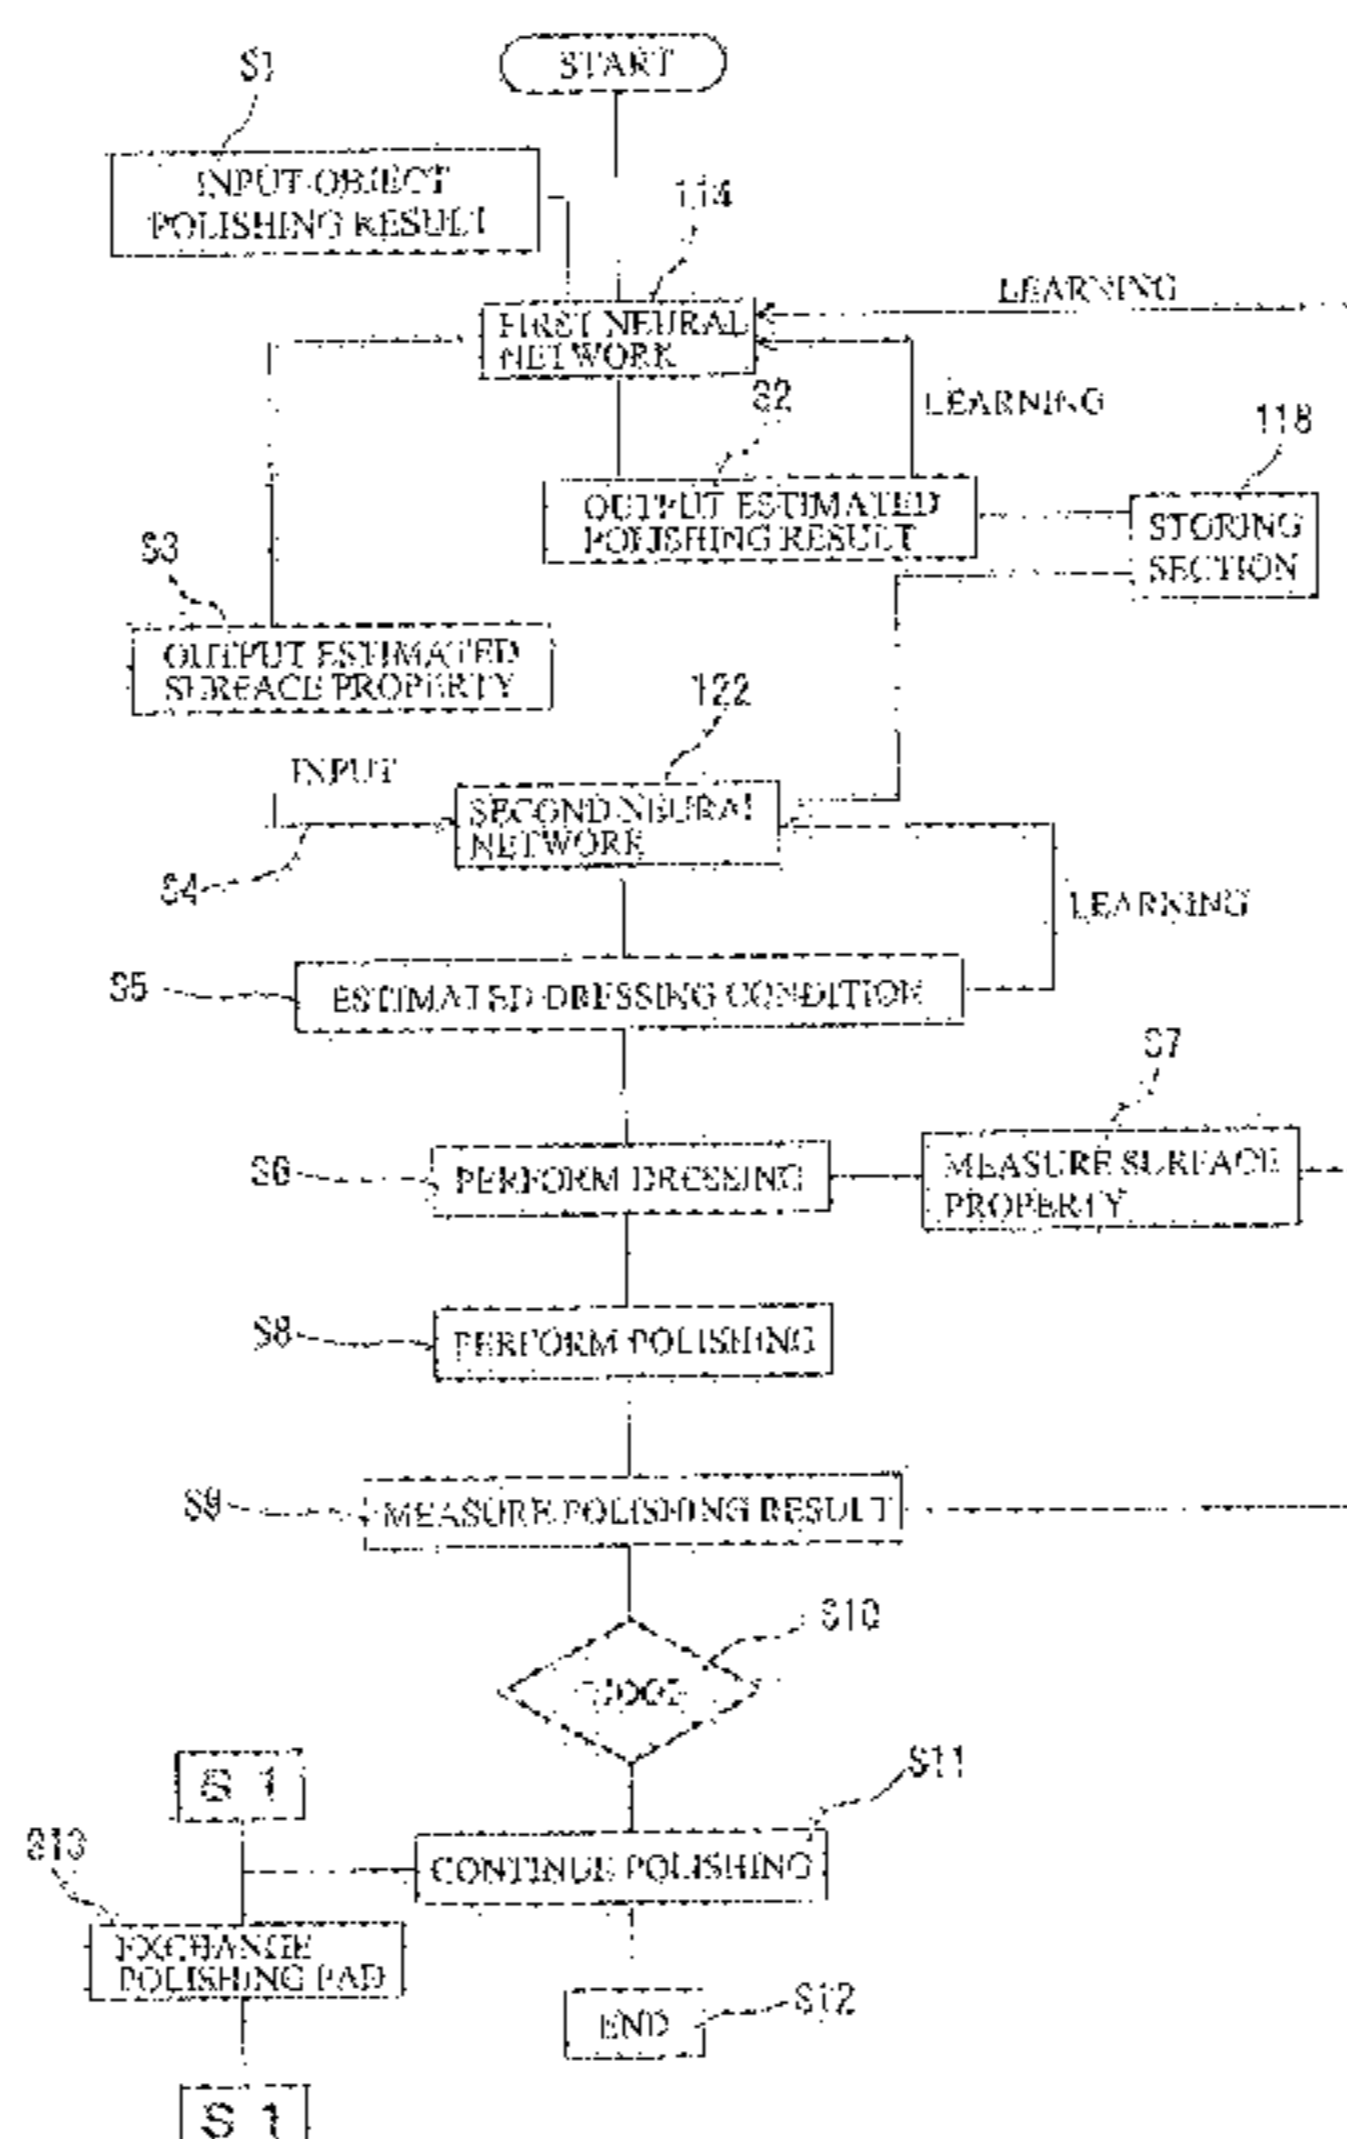 START
S1
INPUT OBJECT
POLISHING RESULT
114
LEARNING
FIRST NEURAL
NETWORK
S2
LEARNING
118
OUTPUT ESTIMATED
POLISHING RESULT
STORING
SECTION
S3
OUTPUT ESTIMATED
SURFACE PROPERTY
122
INPUT
SECOND NEURAL
NETWORK
S4
LEARNING
S5
ESTIMATED DRESSING CONDITION
S7
S6
PERFORM DRESSING
MEASURE SURFACE
PROPERTY
S8
PERFORM POLISHING
S9
MEASURE POLISHING RESULT
S10
JUDGE
S 1
S11
S13
CONTINUE POLISHING
EXCHANGE
POLISHING PAD
END
S12
S 1